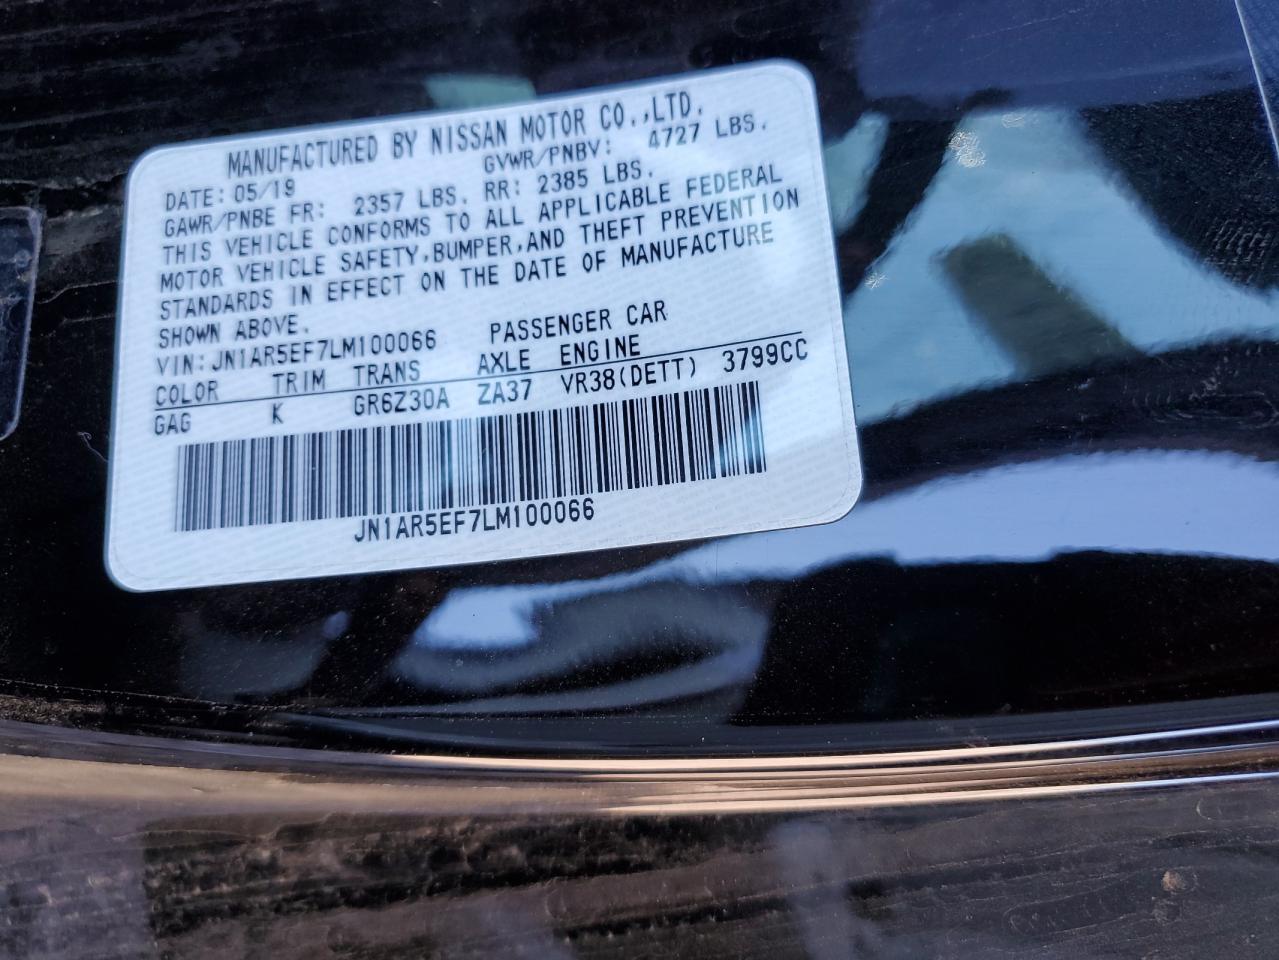 MANUFACTURED BY NISSAN MOTOR CO.,LTD.
DATE: 05/19 GVWR/PNBV: 4727 LBS.
GAWR/PNBE FR: 2357 LBS. RR: 2385 LBS.
THIS VEHICLE CONFORMS TO ALL APPLICABLE FEDERAL
MOTOR VEHICLE SAFETY,BUMPER,AND THEFT PREVENTION
STANDARDS IN EFFECT ON THE DATE OF MANUFACTURE
SHOWN ABOVE.
VIN: JN1AR5EF7LM100066 PASSENGER CAR
COLOR TRIM TRANS AXLE ENGINE
GAG K GR6Z30A ZA37 VR38(DETT) 3799CC
JN1AR5EF7LM100066